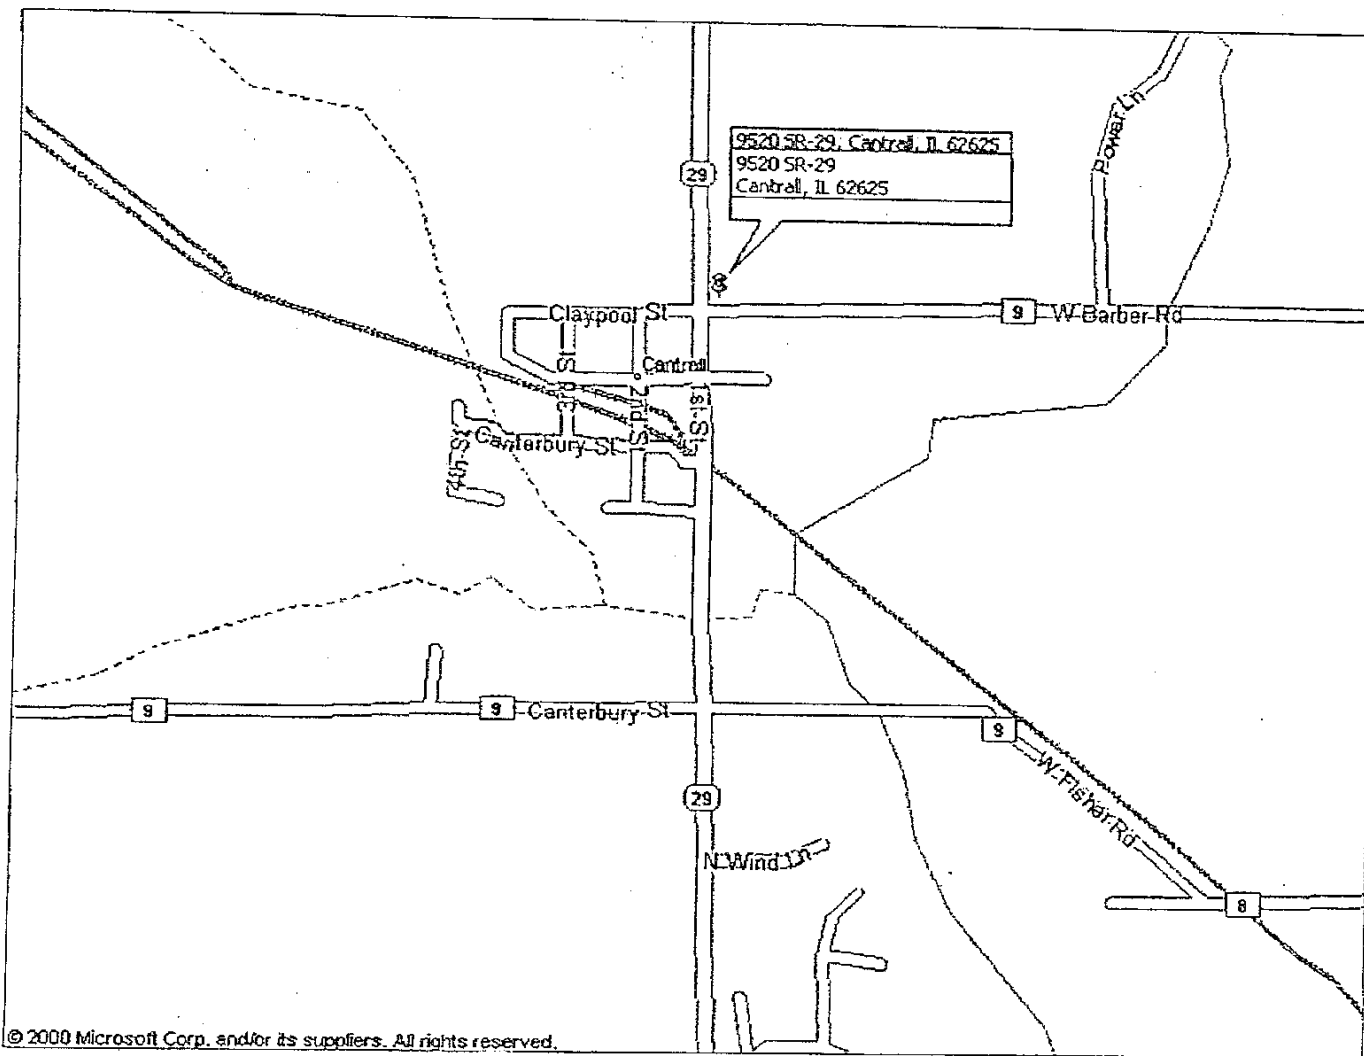 9520 SR-29, Cantrall, IL 62625
9520 SR-29
Cantrall, IL 62625
29
Power Ln
Claypool St
9
W Barber Rd
Cantrall
3rd St
2nd St
1st St
4th St
Canterbury St
9
9
Canterbury St
9
W Fisher Rd
29
N Wind Ln
8
© 2000 Microsoft Corp. and/or its suppliers. All rights reserved.